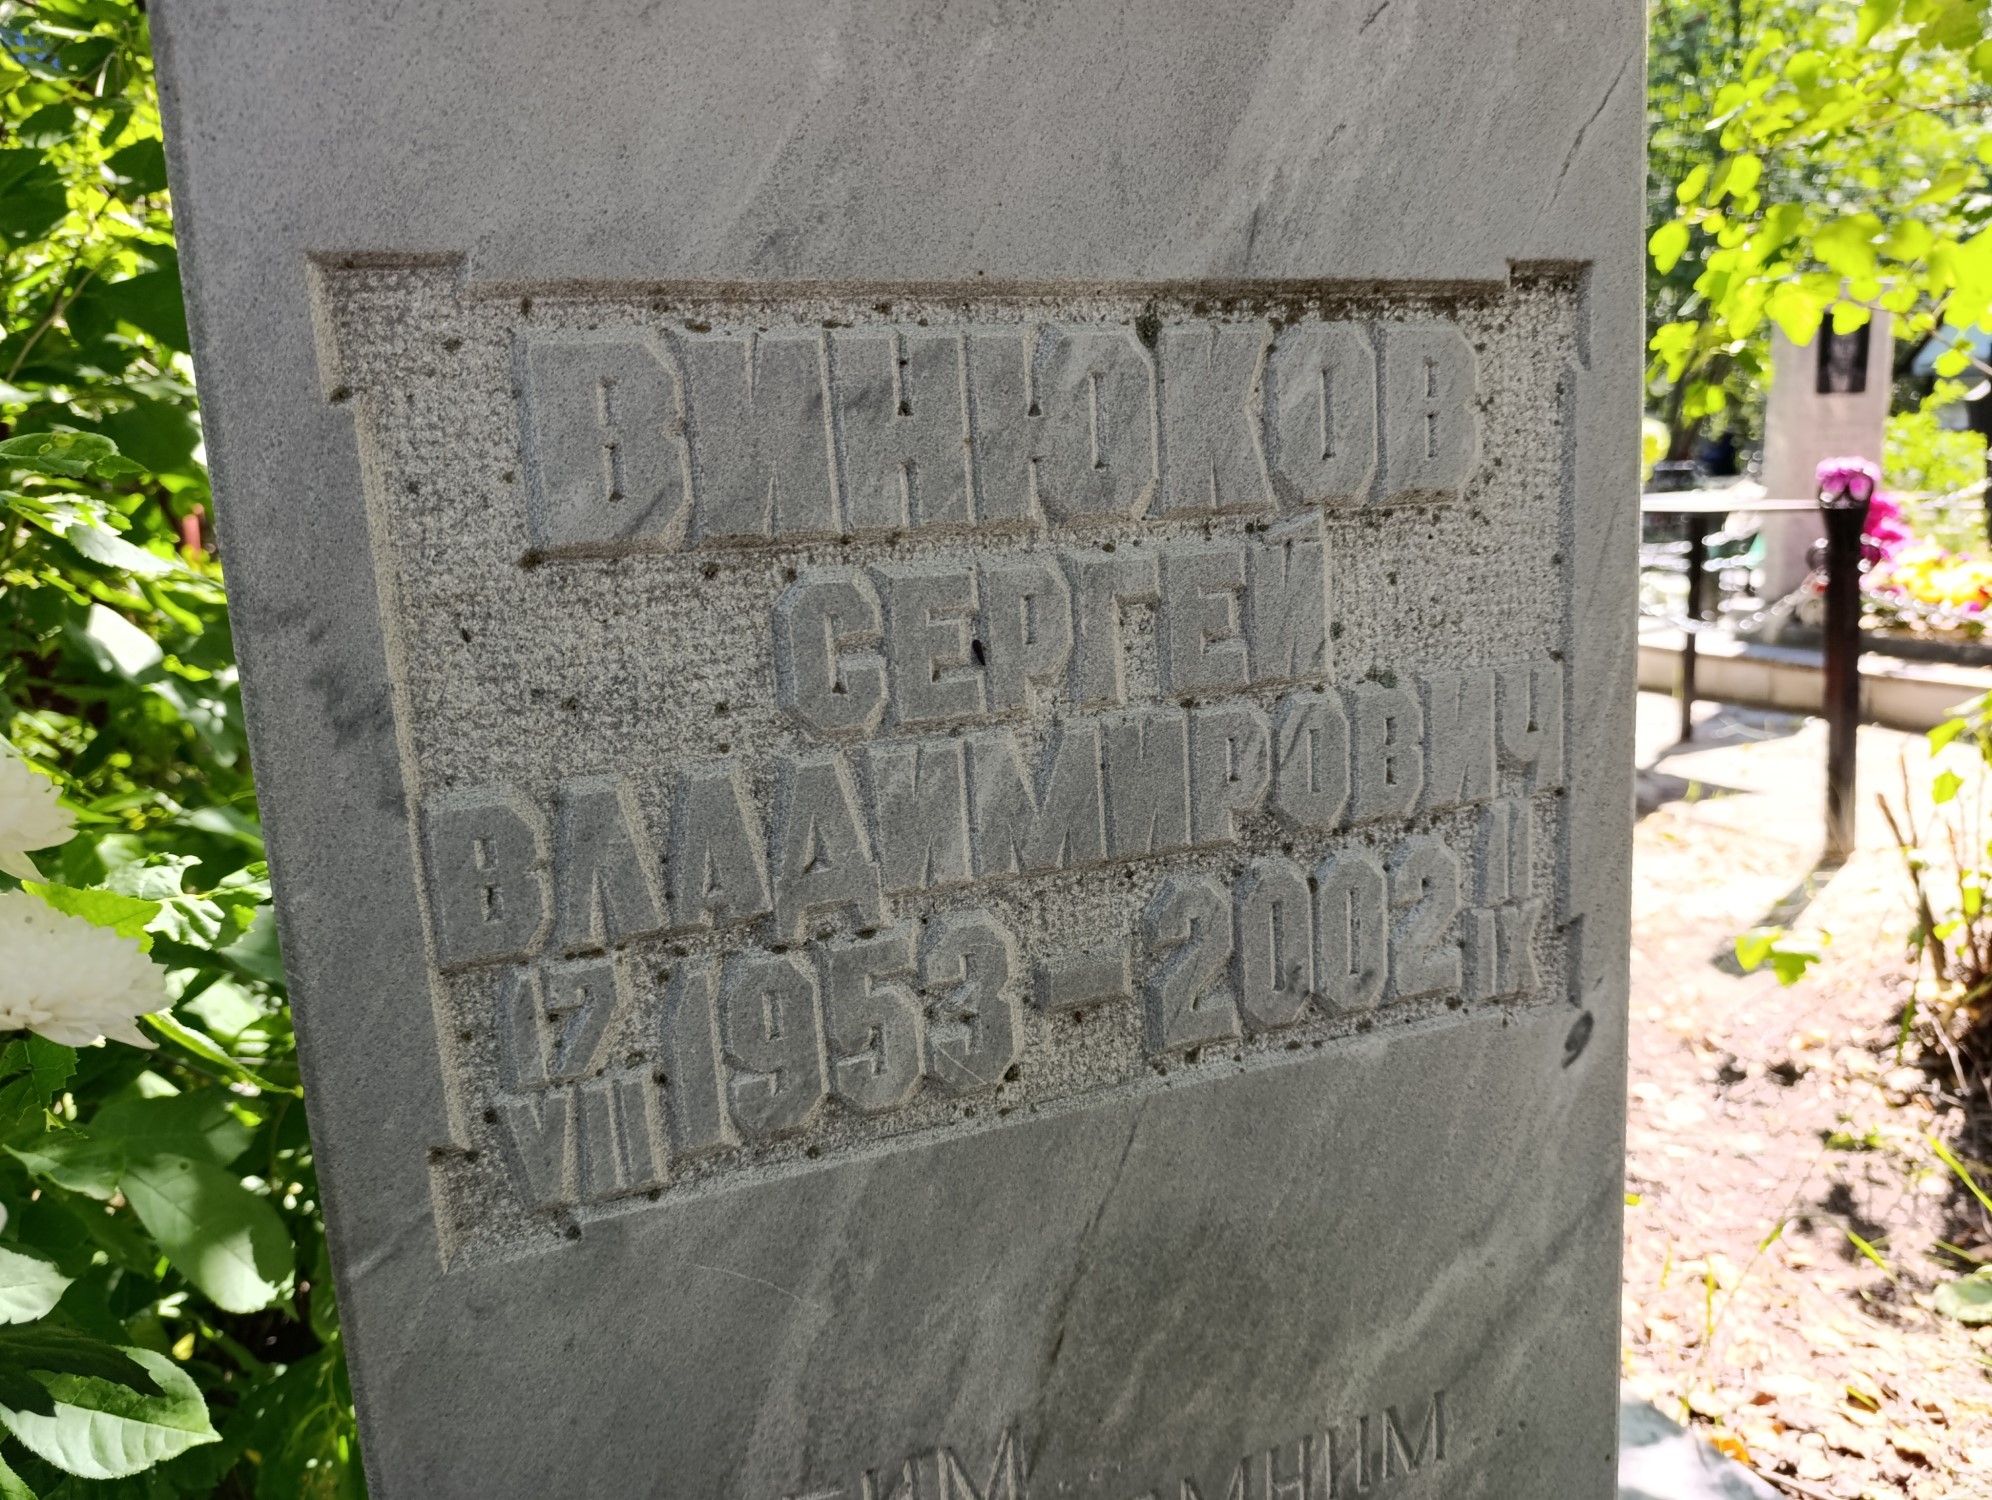 ВИНЮКОВ
СЕРГЕЙ
ВЛАДИМИРОВИЧ
17 VII 1953 – 2002 11 IX